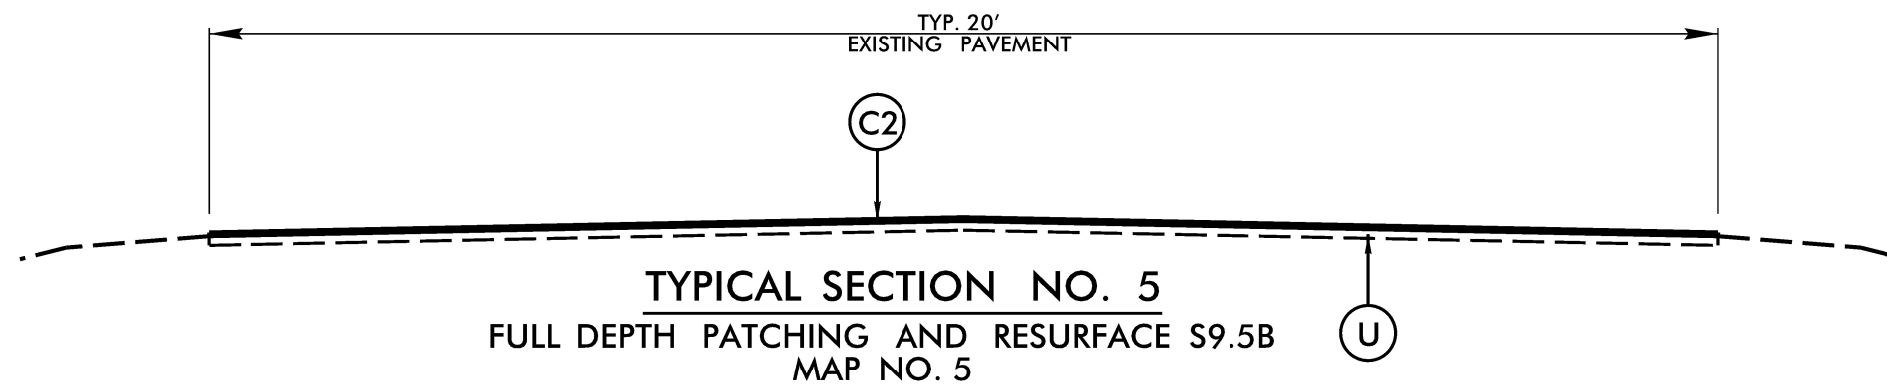 TYP. 20'
EXISTING PAVEMENT
C2
TYPICAL SECTION NO. 5
FULL DEPTH PATCHING AND RESURFACE S9.5B
U
MAP NO. 5